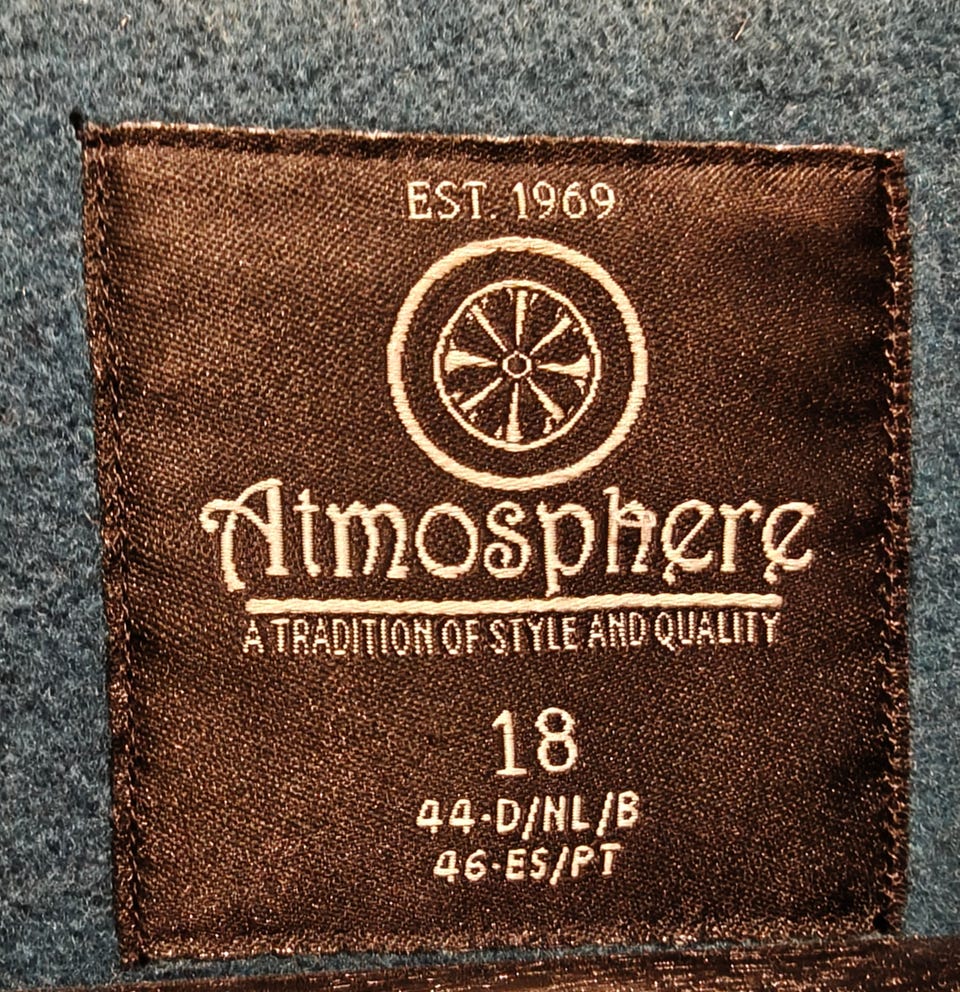 EST. 1969
Atmosphere
A TRADITION OF STYLE AND QUALITY
18
44·D/NL/B
46·ES/PT